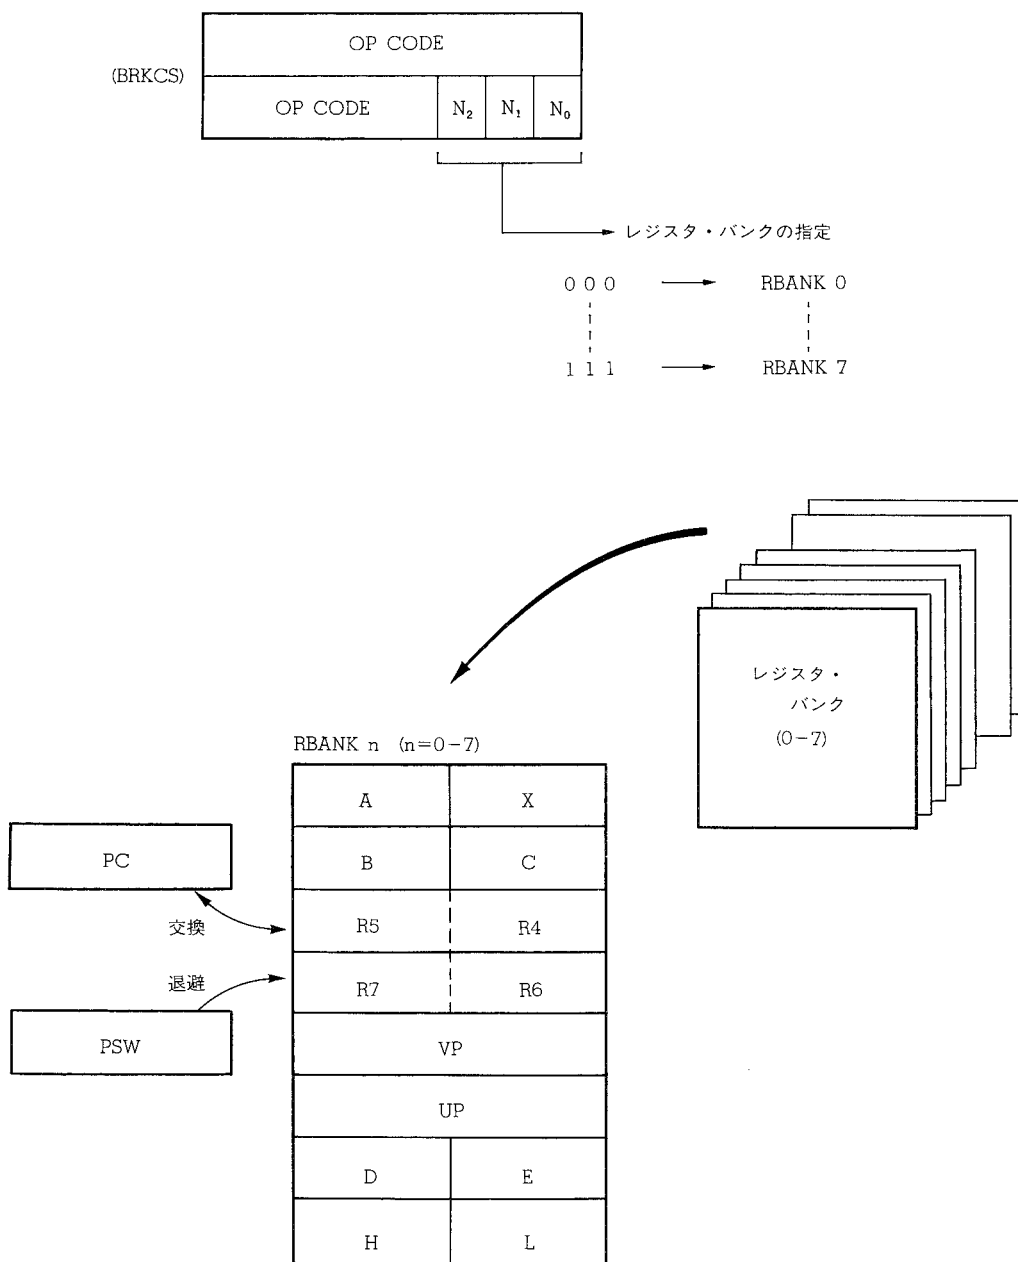 OP CODE
(BRKCS)
OP CODE N₂ N₁ N₀
レジスタ・バンクの指定
0 0 0 RBANK 0
1 1 1 RBANK 7
レジスタ・
バンク
(0-7)
RBANK n (n=0-7)
A X
PC
B C
交換
R5 R4
退避
R7 R6
PSW
VP
UP
D E
H L